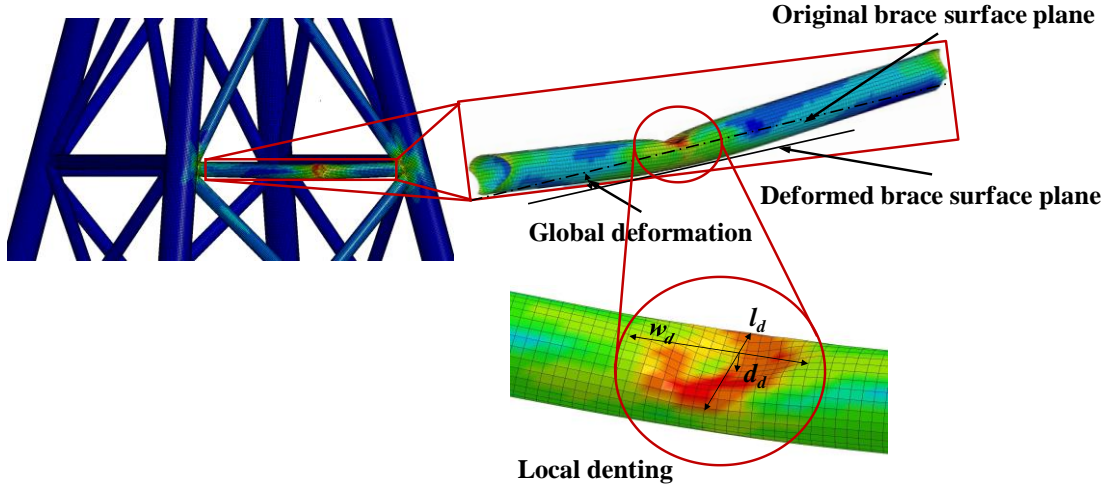 Original brace surface plane
Deformed brace surface plane
Global deformation
l_d
w_d
d_d
Local denting